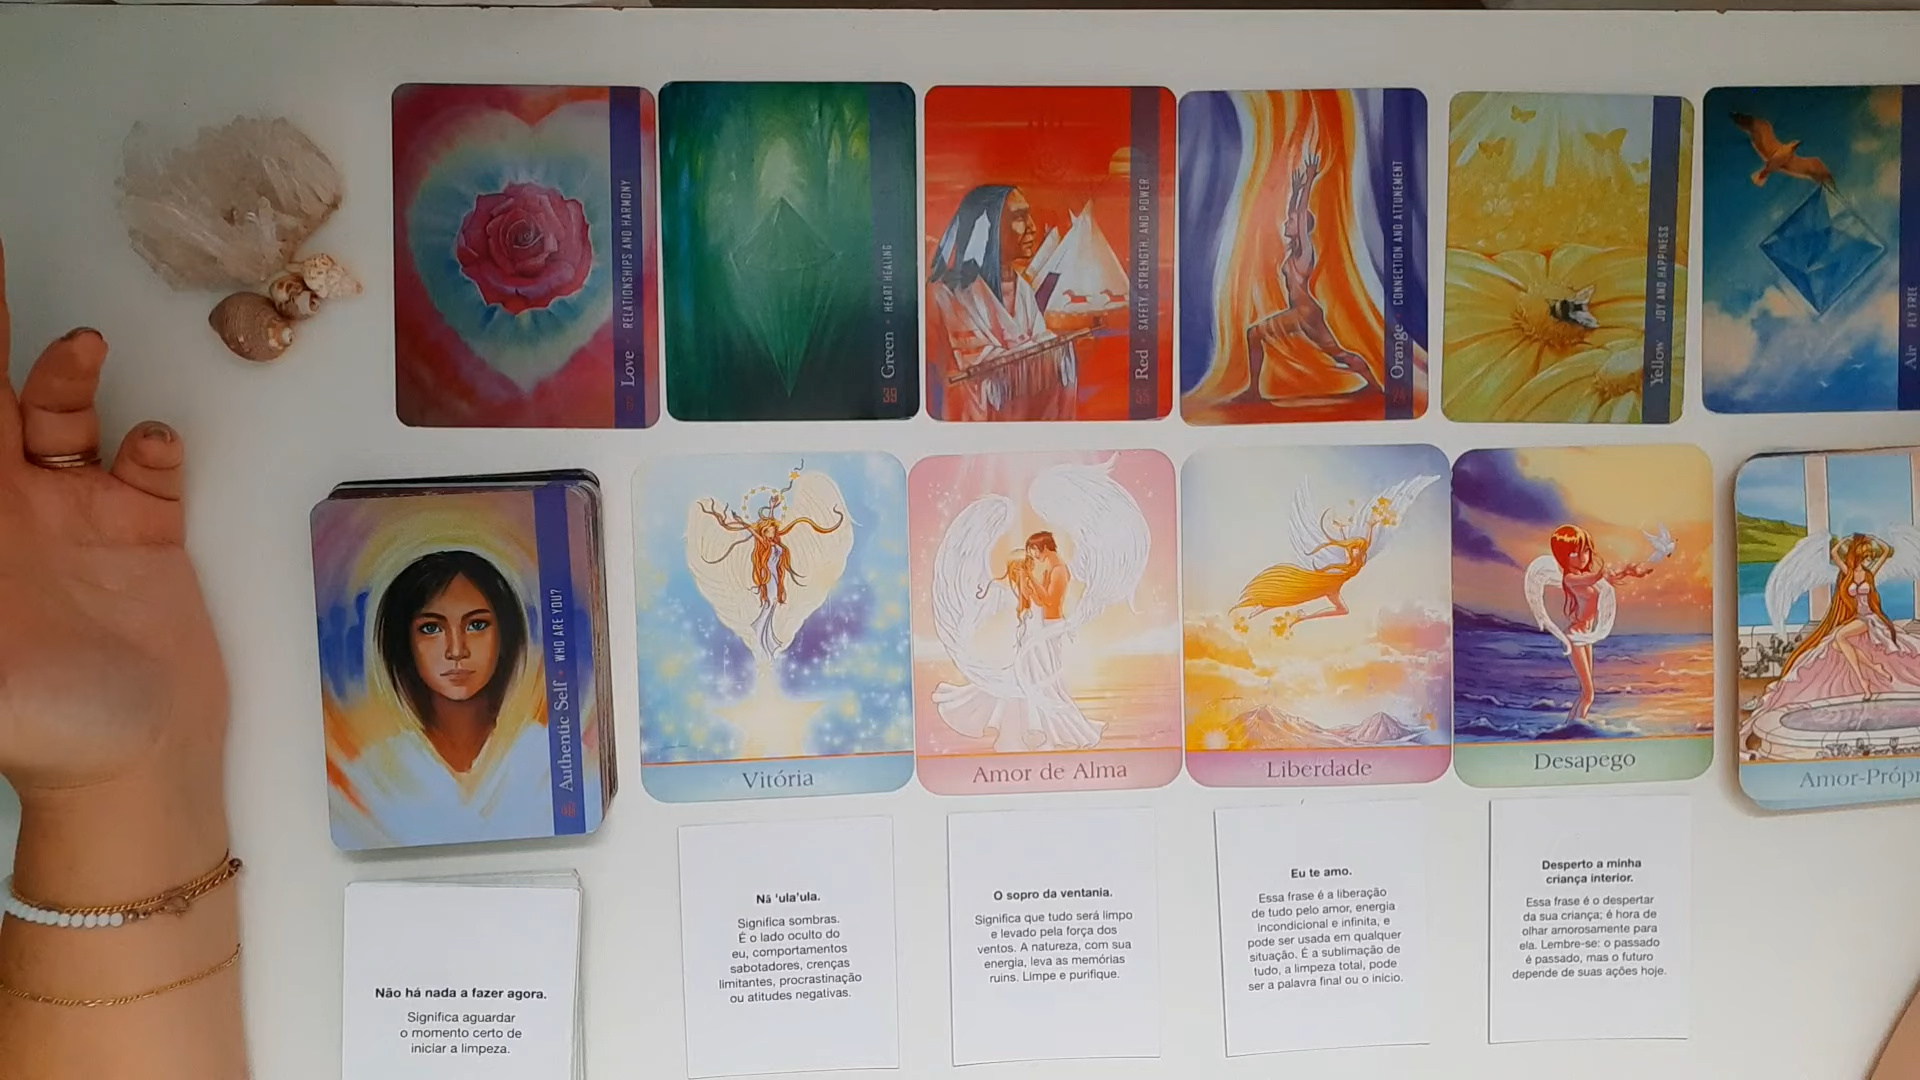 Love • RELATIONSHIPS AND HARMONY
39 Green • HEART HEALING
55 Red • SAFETY, STRENGTH, AND POWER
Orange • CONNECTION AND ATTUNEMENT
Yellow JOY AND HAPPINESS
Air FLY FREE
Authentic Self • WHO ARE YOU?
Vitória
Amor de Alma
Liberdade
Desapego
Não há nada a fazer agora.
Significa aguardar
o momento certo de
iniciar a limpeza.
Nā 'ula'ula.
Significa sombras.
É o lado oculto do
eu, comportamentos
sabotadores, crenças
limitantes, procrastinação
ou atitudes negativas.
O sopro da ventania.
Significa que tudo será limpo
e levado pela força dos
ventos. A natureza, com sua
energia, leva as memórias
ruins. Limpe e purifique.
Eu te amo.
Essa frase é a liberação
de tudo pelo amor, energia
incondicional e infinita, e
pode ser usada em qualquer
situação. É a sublimação de
tudo, a limpeza total, pode
ser a palavra final ou o início.
Desperto a minha
criança interior.
Essa frase é o despertar
da sua criança; é hora de
olhar amorosamente para
ela. Lembre-se: o passado
é passado, mas o futuro
depende de suas ações hoje.